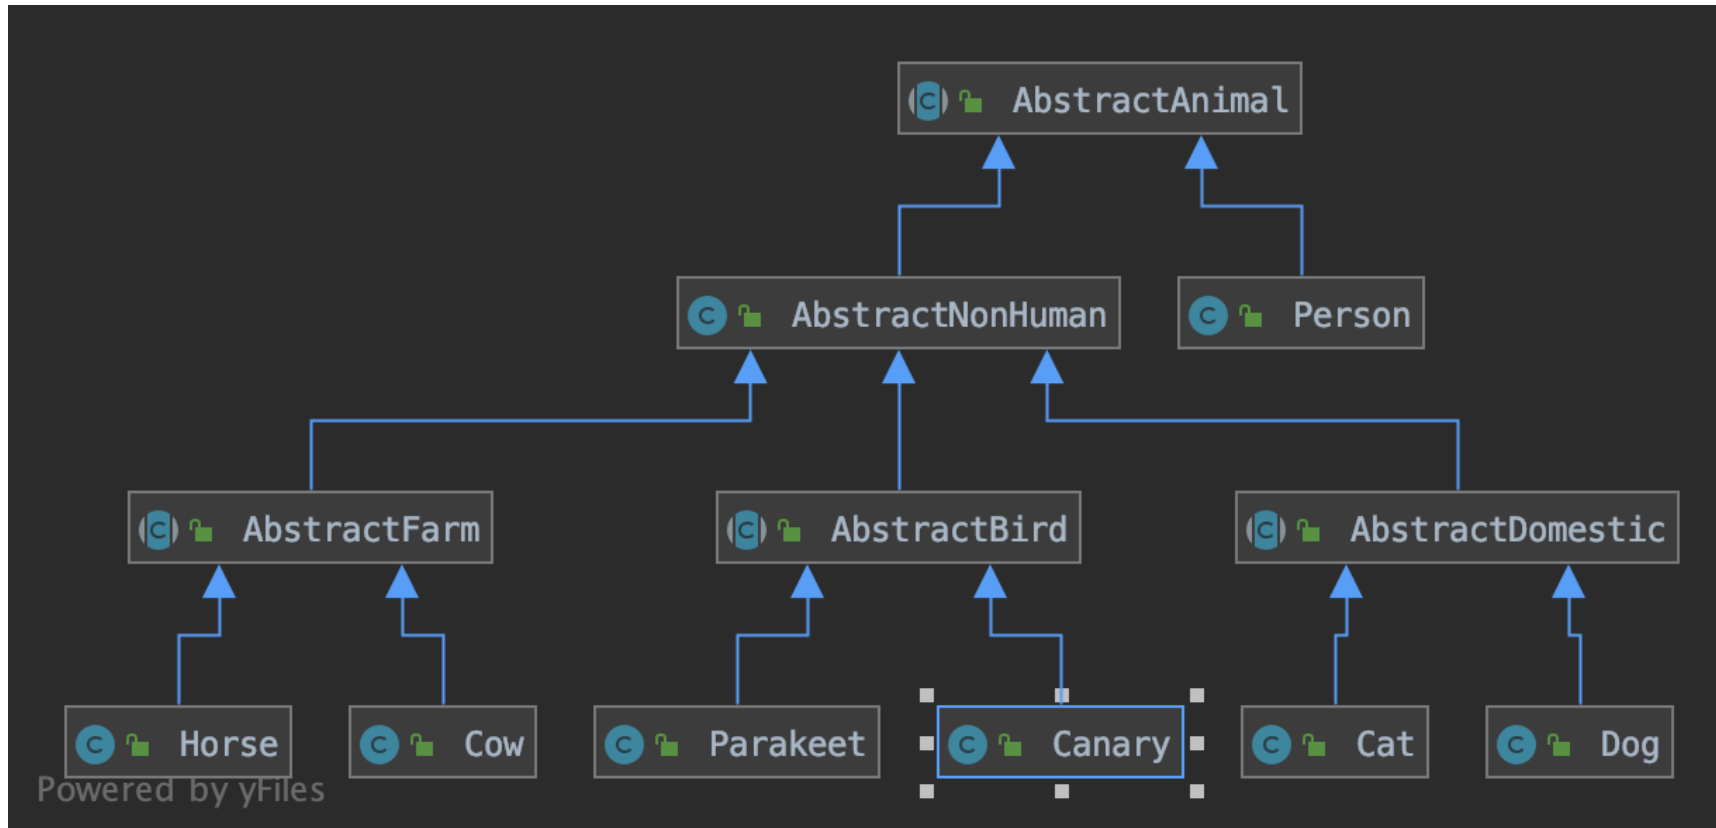 AbstractAnimal
AbstractNonHuman
Person
AbstractFarm
AbstractBird
AbstractDomestic
Horse
Cow
Parakeet
Canary
Cat
Dog
Powered by yFiles